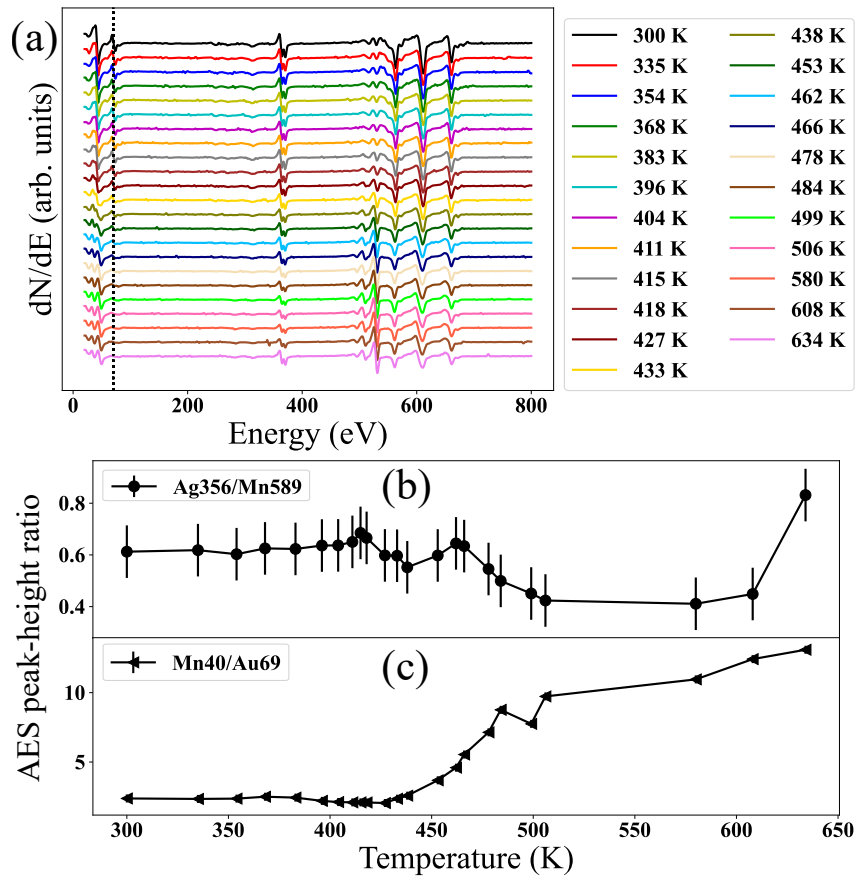 (a)
dN/dE (arb. units)
0 200 400 600 800
Energy (eV)
300 K
335 K
354 K
368 K
383 K
396 K
404 K
411 K
415 K
418 K
427 K
433 K
438 K
453 K
462 K
466 K
478 K
484 K
499 K
506 K
580 K
608 K
634 K
AES peak-height ratio
(b)
Ag356/Mn589
0.8
0.6
0.4
(c)
Mn40/Au69
10
5
300 350 400 450 500 550 600 650
Temperature (K)